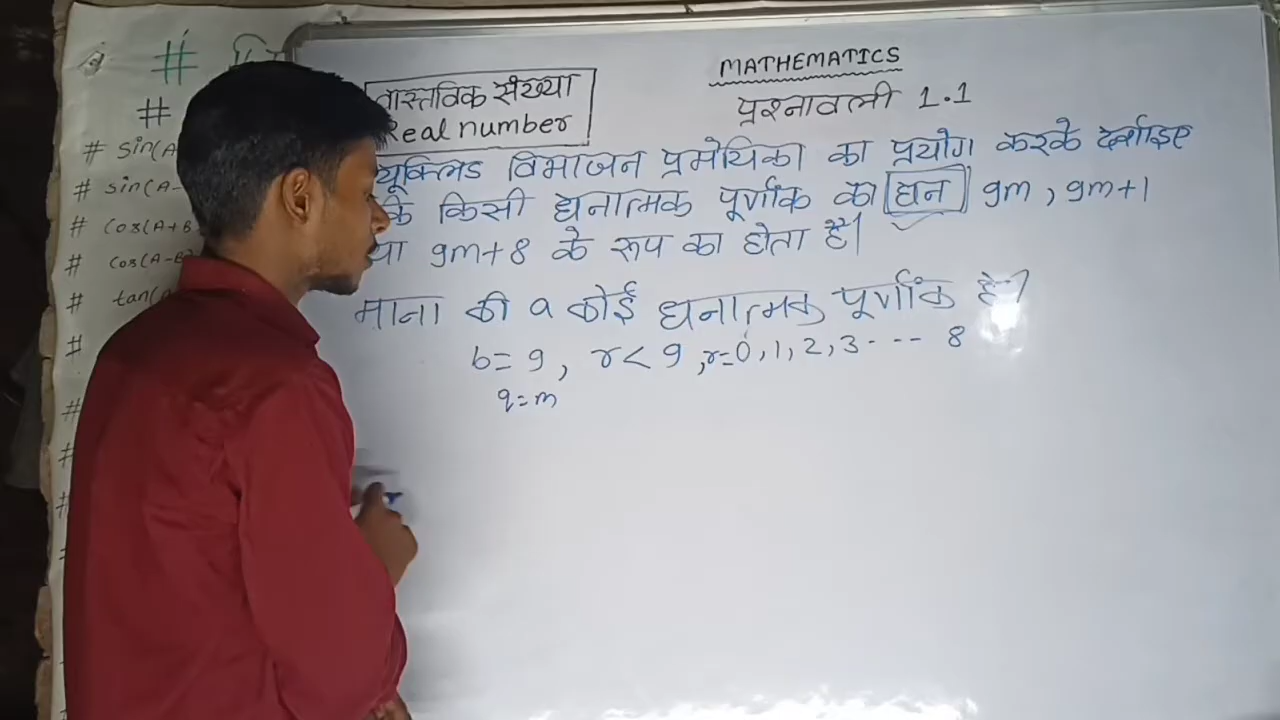 #
#
# sin(A
# sin(A-
# cos(A+B
# cos(A-B)
# tan(
#
#
#
#
वास्तविक संख्या
Real number
MATHEMATICS
प्रश्नावली 1.1
यूक्लिड विभाजन प्रमेयिका का प्रयोग करके दर्शाइए
कि किसी धनात्मक पूर्णांक का घन 9m, 9m+1
या 9m+8 के रूप का होता है।
माना की a कोई धनात्मक पूर्णांक है।
b = 9, r < 9, r=0,1,2,3---- 8
q=m